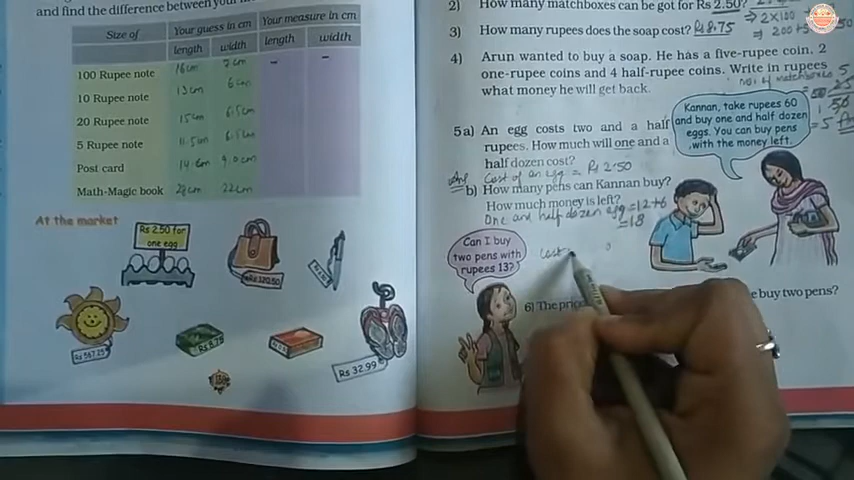 and find the difference between your
Size of
Your guess in cm
Your measure in cm
length
width
length
width
100 Rupee note 16cm 7cm - -
10 Rupee note 13cm 6cm
20 Rupee note 15cm 6.5cm
5 Rupee note 11.5cm 6.1cm
Post card 14cm 9.0cm
Math-Magic book 28cm 22cm
At the market
Rs 2.50 for
one egg
Rs 120.50
Rs 567.25
Rs 8.75
Rs 32.99
2) How many matchboxes can be got for Rs 2.50?
⇒ 2×100
3) How many rupees does the soap cost? Rs 8.75
4) Arun wanted to buy a soap. He has a five-rupee coin, 2
one-rupee coins and 4 half-rupee coins. Write in rupees
what money he will get back.
no: of matchboxes
5a) An egg costs two and a half
rupees. How much will one and a
half dozen cost?
Ans Cost of an egg = Rs 2.50
b) How many pens can Kannan buy?
How much money is left?
One and half dozen egg = 12+6
= 18
Cost
Kannan, take rupees 60
and buy one and half dozen
eggs. You can buy pens
with the money left.
Can I buy
two pens with
rupees 13?
6) The price
buy two pens?